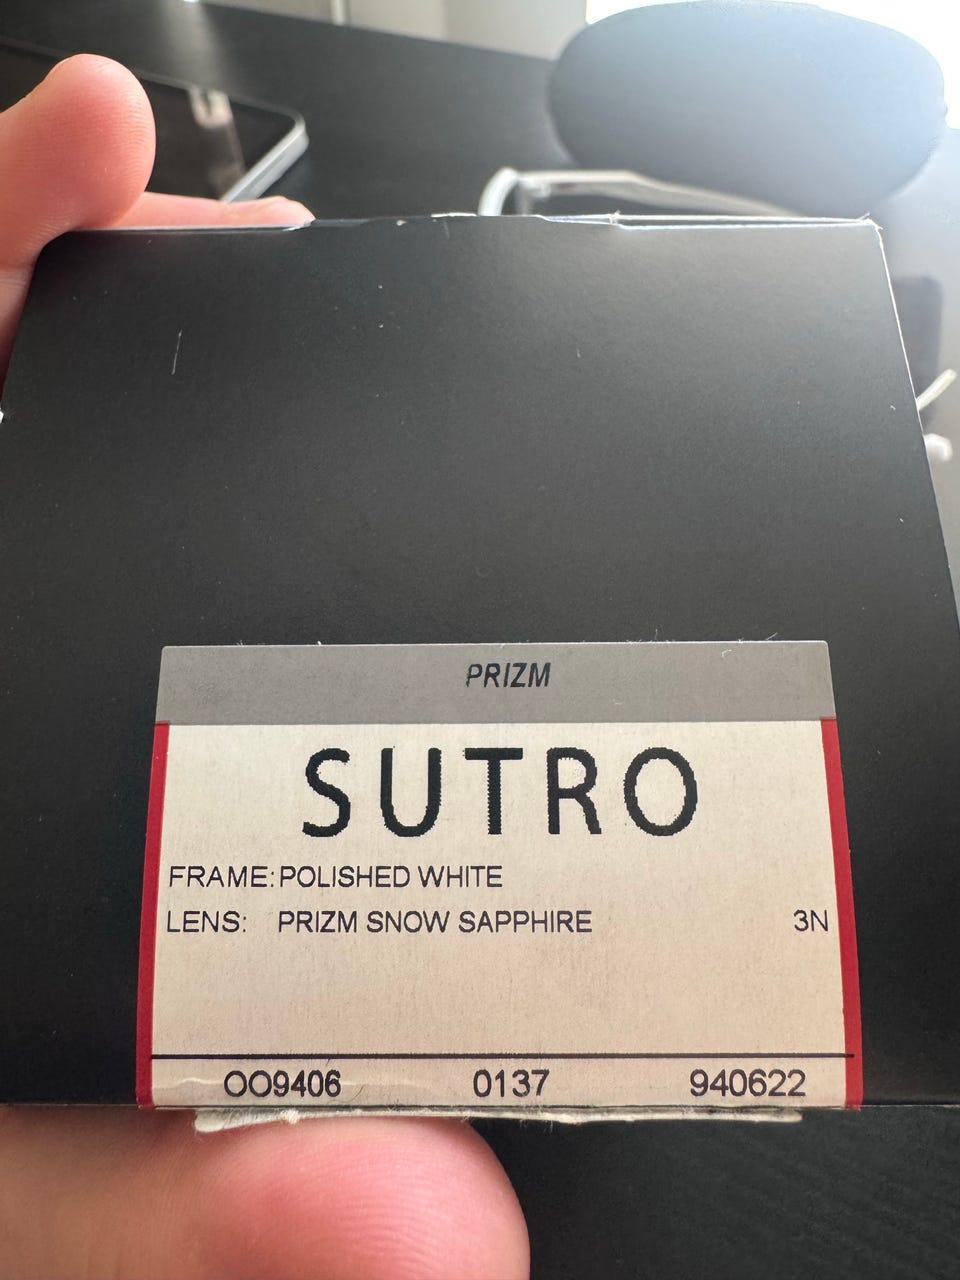 PRIZM
SUTRO
FRAME: POLISHED WHITE
LENS: PRIZM SNOW SAPPHIRE 3N
OO9406 0137 940622